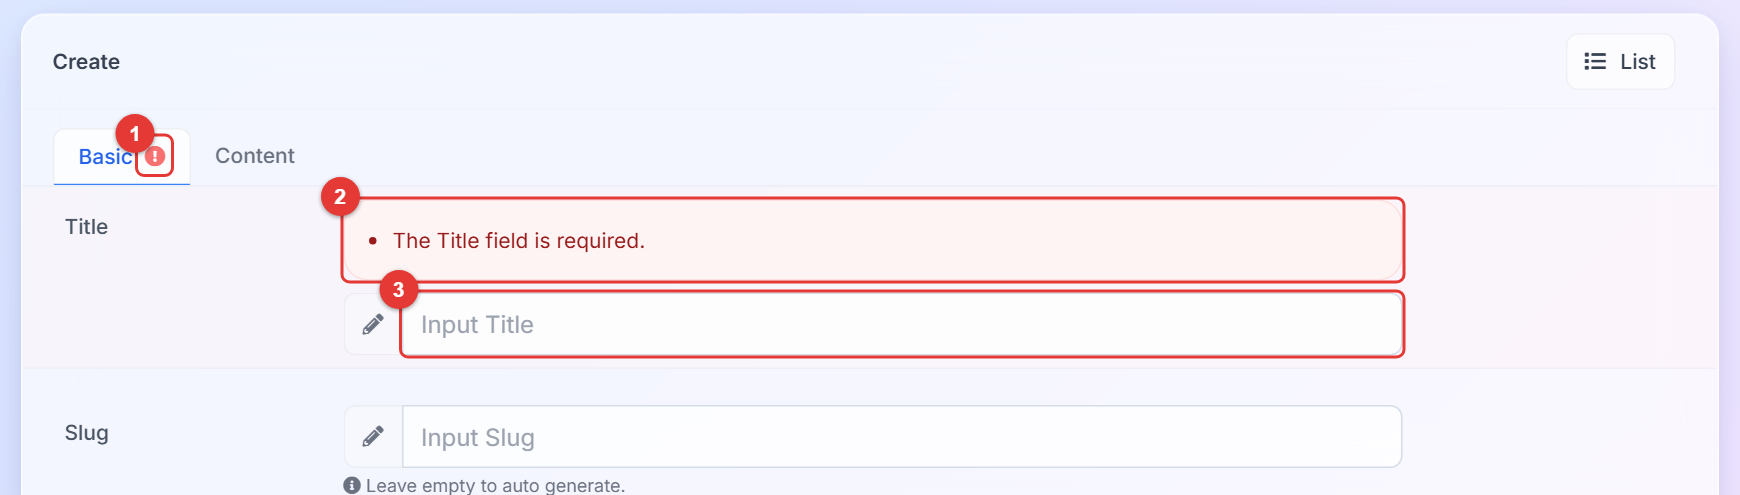 Create
List
1
Basic
Content
2
Title
The Title field is required.
3
Input Title
Slug
Input Slug
Leave empty to auto generate.